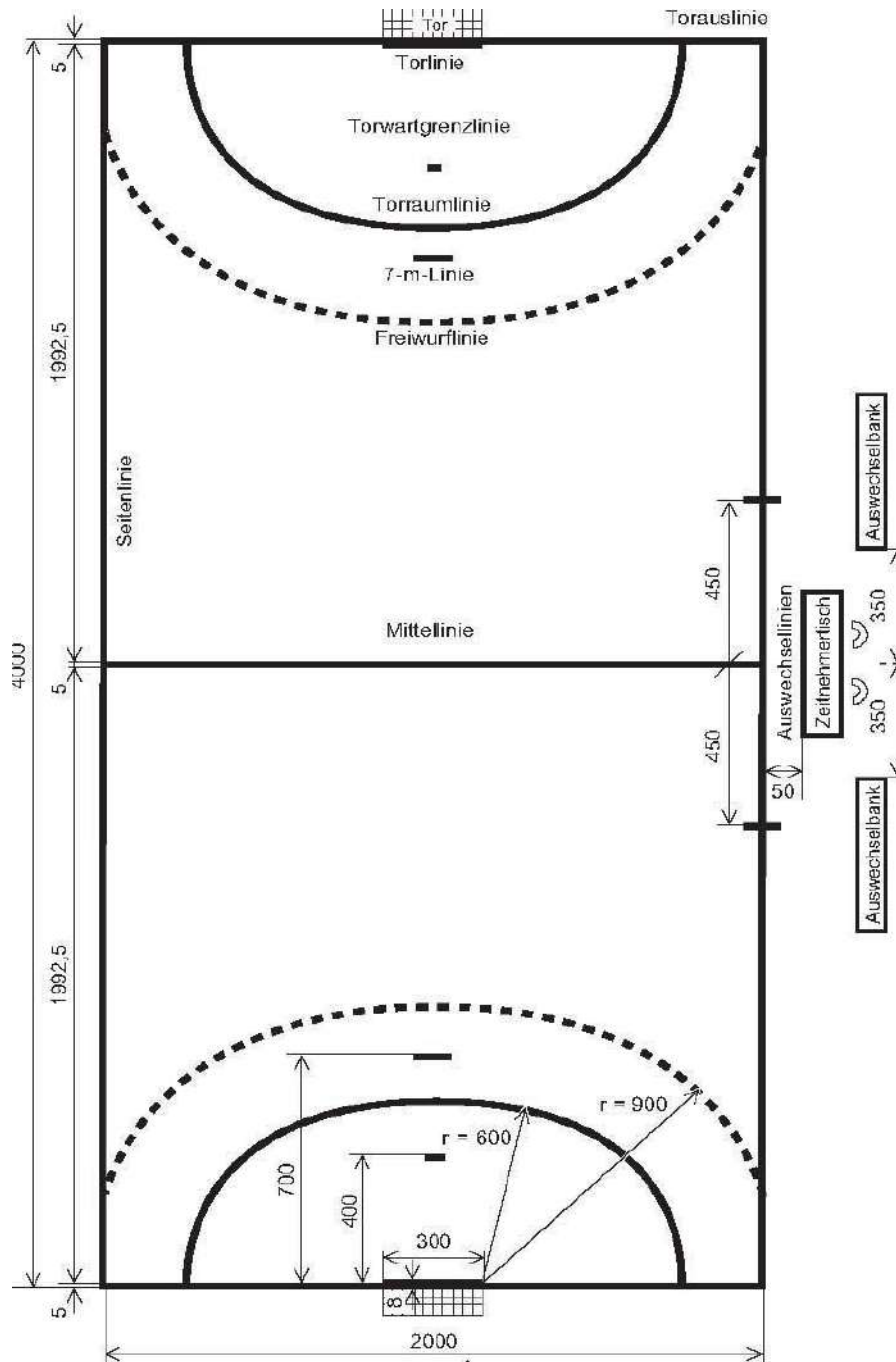 Tor
Torauslinie
5
Torlinie
Torwartgrenzlinie
Torraumlinie
7-m-Linie
Freiwurflinie
1992,5
Seitenlinie
Auswechselbank
450
350
Mittellinie
4000
5
Auswechsellinien
Zeitnehmertisch
450
350
50
Auswechselbank
1992,5
r = 900
r = 600
700
400
300
8
5
2000